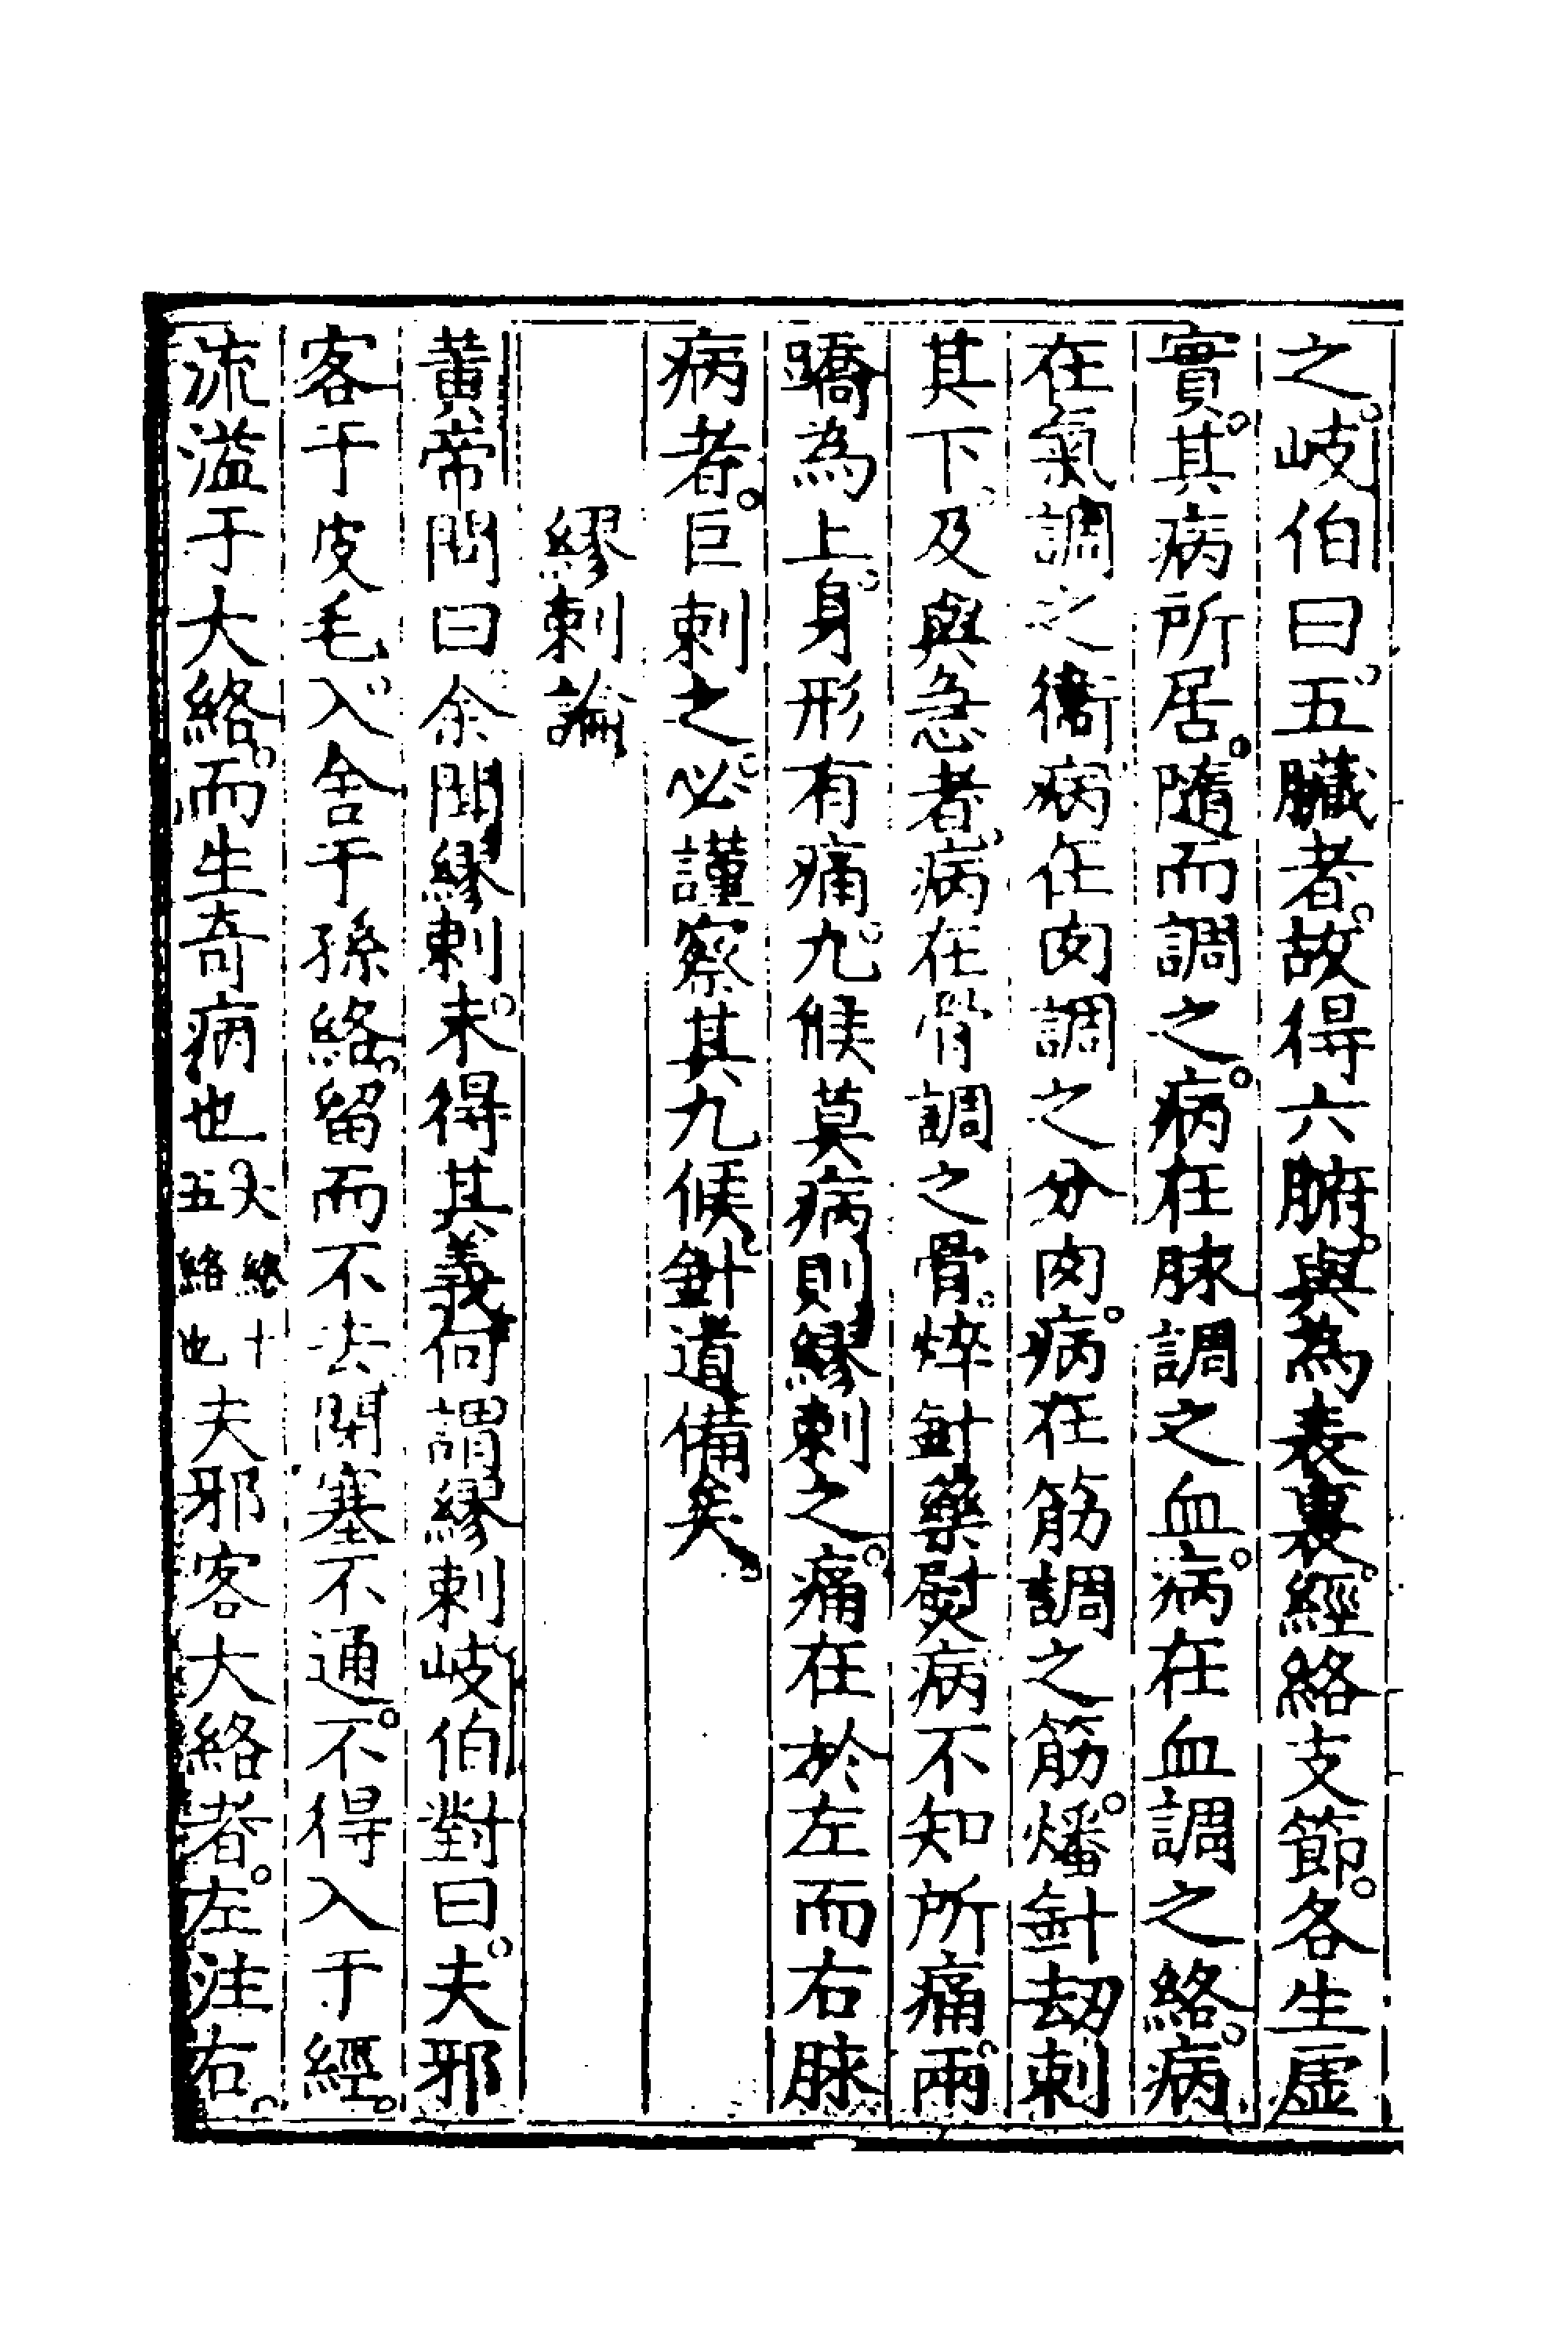 之。岐伯曰、五臟者。故得六腑。與為表裏。經絡支節。各生虛
實。其病所居。隨而調之。病在脉調之血。病在血調之絡。病
在氣調之衛、病在肉調之分肉。病在筋調之筋。燔針刧刺
其下、及與急者、病在骨調之骨。焠針藥熨、病不知所痛、兩
蹻為上。身形有痛。九候莫病則繆刺之。痛在於左而右脉
病者。巨刺之。必謹察其九候、針道備矣。
繆刺論
黃帝問曰、余聞繆刺。未得其義何謂繆刺岐伯對曰。夫邪
客于皮毛、入舍于孫絡。留而不去閉塞不通。不得入于經。
流溢于大絡。而生奇病也大絡十五絡也夫邪客大絡者。左注右。